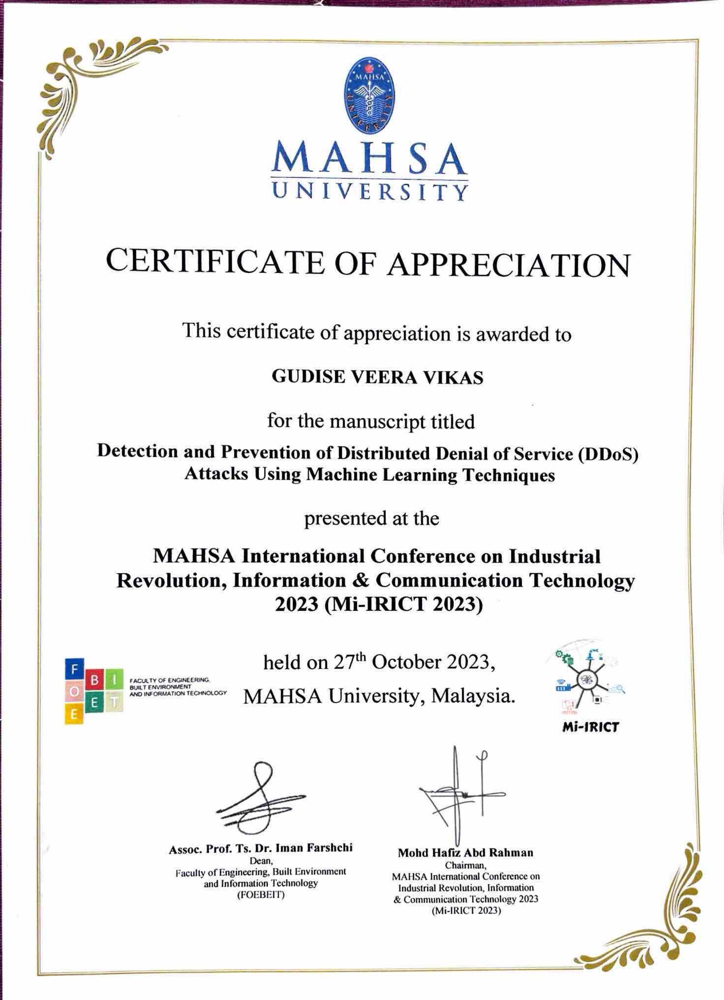 MAHSA
UNIVERSITY
MAHSA
UNIVERSITY
CERTIFICATE OF APPRECIATION
This certificate of appreciation is awarded to
GUDISE VEERA VIKAS
for the manuscript titled
Detection and Prevention of Distributed Denial of Service (DDoS)
Attacks Using Machine Learning Techniques
presented at the
MAHSA International Conference on Industrial
Revolution, Information & Communication Technology
2023 (Mi-IRICT 2023)
held on 27th October 2023,
MAHSA University, Malaysia.
F
B I
O
E T
E
FACULTY OF ENGINEERING,
BUILT ENVIRONMENT
AND INFORMATION TECHNOLOGY
Mi-IRICT
Assoc. Prof. Ts. Dr. Iman Farshchi
Dean,
Faculty of Engineering, Built Environment
and Information Technology
(FOEBEIT)
Mohd Hafiz Abd Rahman
Chairman,
MAHSA International Conference on
Industrial Revolution, Information
& Communication Technology 2023
(Mi-IRICT 2023)